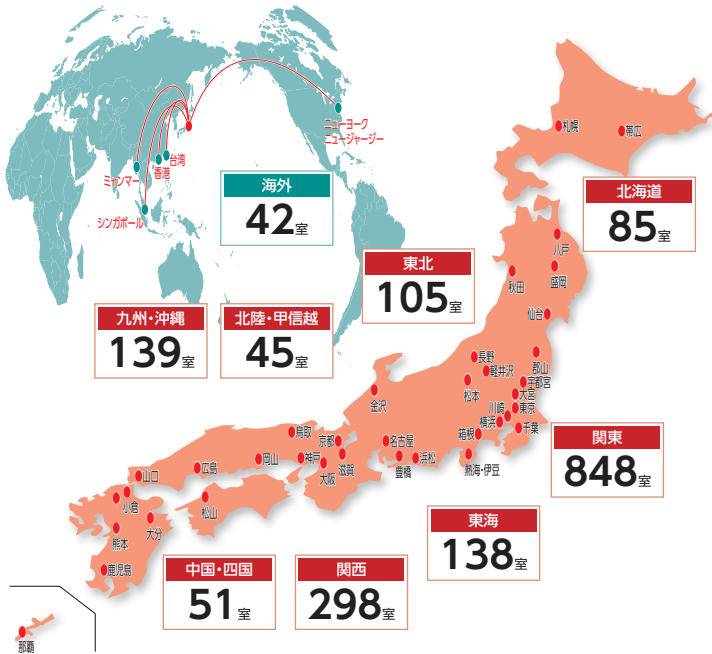 ニューヨーク
ニュージャージー
台湾
香港
ミャンマー
シンガポール
海外
42室
札幌
帯広
北海道
85室
東北
105室
八戸
盛岡
秋田
仙台
九州・沖縄
139室
北陸・甲信越
45室
長野
軽井沢
松本
金沢
郡山
宇都宮
大宮
東京
川崎
横浜
千葉
箱根
熱海・伊豆
関東
848室
鳥取
京都
名古屋
岡山
神戸
大阪
滋賀
豊橋
浜松
山口
広島
小倉
松山
大分
熊本
鹿児島
東海
138室
中国・四国
51室
関西
298室
那覇